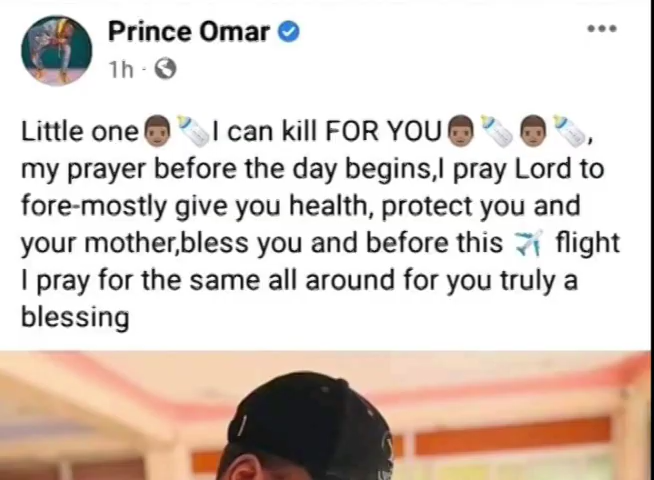 Prince Omar
1h ·
Little one👨🏽🍼I can kill FOR YOU👨🏽🍼👨🏽🍼,
my prayer before the day begins,I pray Lord to
fore-mostly give you health, protect you and
your mother,bless you and before this ✈️ flight
I pray for the same all around for you truly a
blessing